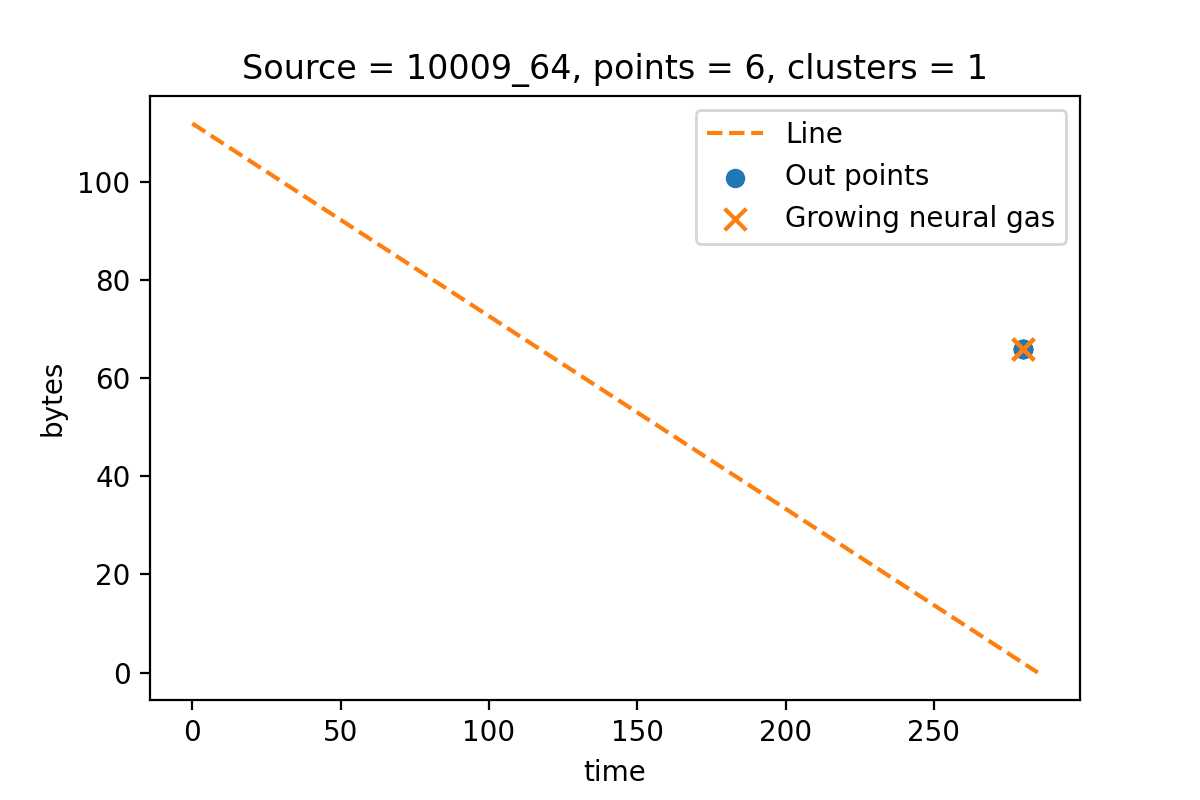 Source = 10009_64, points = 6, clusters = 1
Line
Out points
Growing neural gas
bytes
100
80
60
40
20
0
0 50 100 150 200 250
time